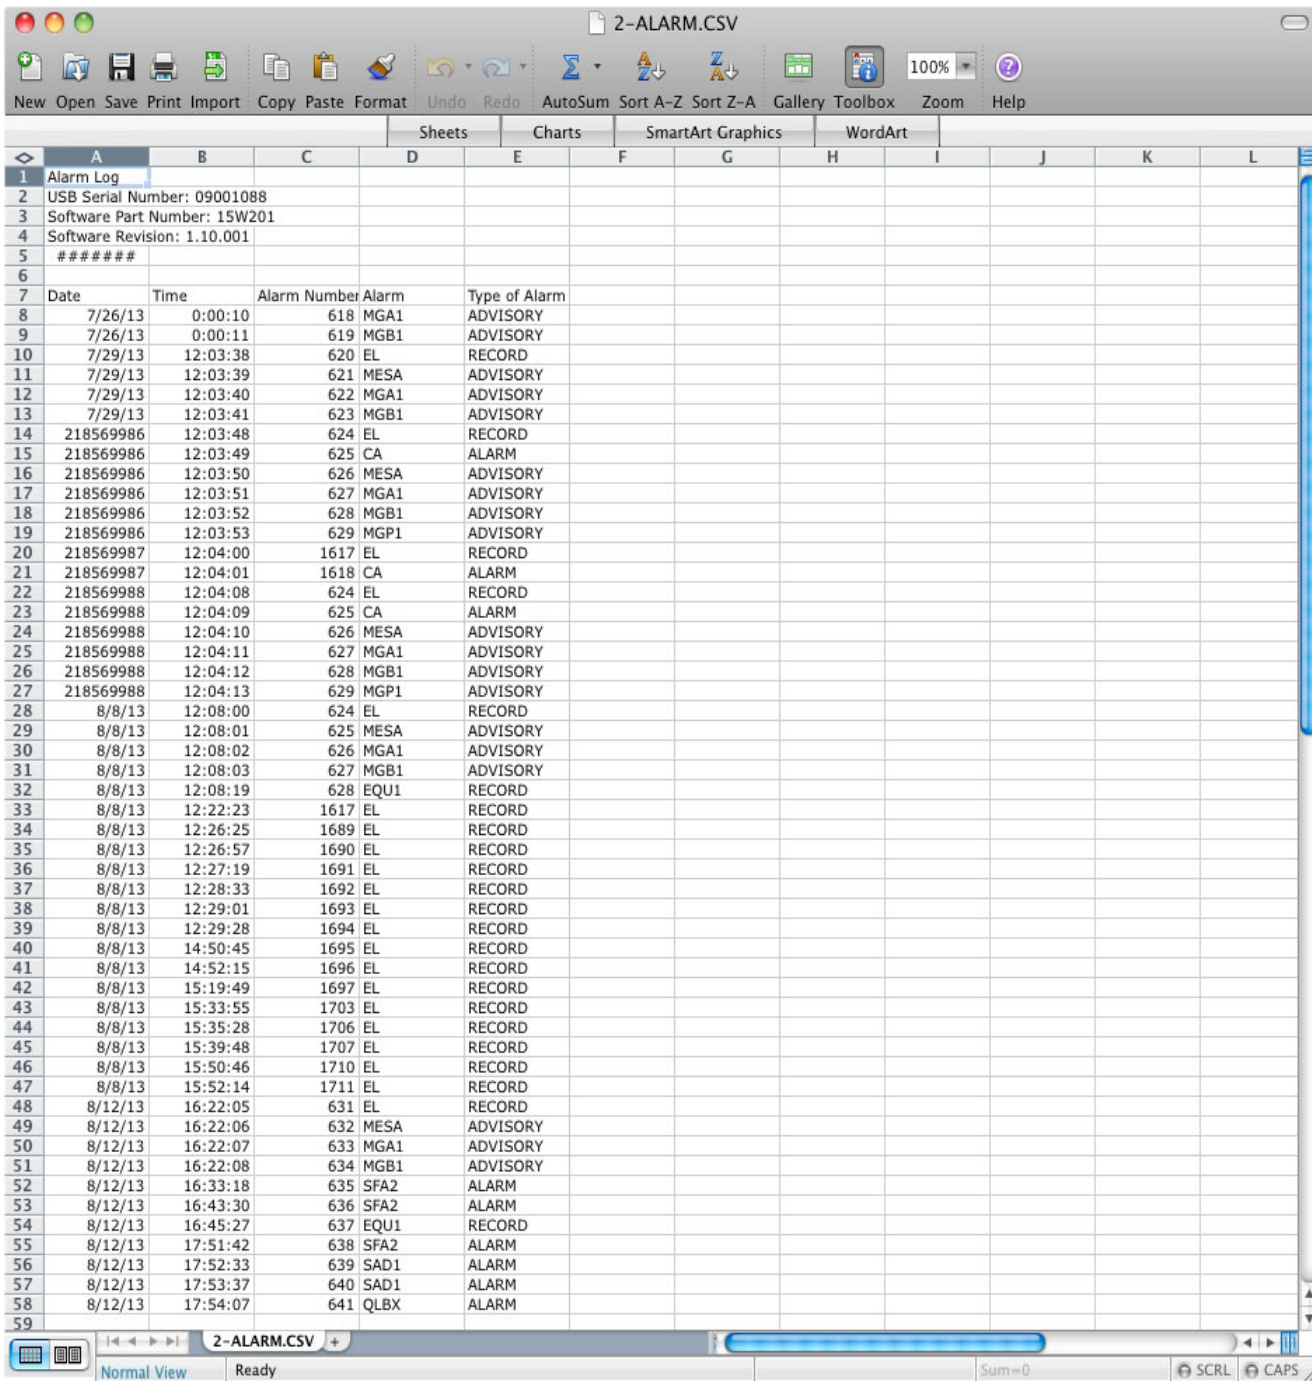 2-ALARM.CSV
100%
New Open Save Print Import Copy Paste Format Undo Redo AutoSum Sort A-Z Sort Z-A Gallery Toolbox Zoom Help
Sheets Charts SmartArt Graphics WordArt
A B C D E F G H I J K L
1 Alarm Log
2 USB Serial Number: 09001088
3 Software Part Number: 15W201
4 Software Revision: 1.10.001
5 #######
6
7 Date Time Alarm Number Alarm Type of Alarm
8 7/26/13 0:00:10 618 MGA1 ADVISORY
9 7/26/13 0:00:11 619 MGB1 ADVISORY
10 7/29/13 12:03:38 620 EL RECORD
11 7/29/13 12:03:39 621 MESA ADVISORY
12 7/29/13 12:03:40 622 MGA1 ADVISORY
13 7/29/13 12:03:41 623 MGB1 ADVISORY
14 218569986 12:03:48 624 EL RECORD
15 218569986 12:03:49 625 CA ALARM
16 218569986 12:03:50 626 MESA ADVISORY
17 218569986 12:03:51 627 MGA1 ADVISORY
18 218569986 12:03:52 628 MGB1 ADVISORY
19 218569986 12:03:53 629 MGP1 ADVISORY
20 218569987 12:04:00 1617 EL RECORD
21 218569987 12:04:01 1618 CA ALARM
22 218569988 12:04:08 624 EL RECORD
23 218569988 12:04:09 625 CA ALARM
24 218569988 12:04:10 626 MESA ADVISORY
25 218569988 12:04:11 627 MGA1 ADVISORY
26 218569988 12:04:12 628 MGB1 ADVISORY
27 218569988 12:04:13 629 MGP1 ADVISORY
28 8/8/13 12:08:00 624 EL RECORD
29 8/8/13 12:08:01 625 MESA ADVISORY
30 8/8/13 12:08:02 626 MGA1 ADVISORY
31 8/8/13 12:08:03 627 MGB1 ADVISORY
32 8/8/13 12:08:19 628 EQU1 RECORD
33 8/8/13 12:22:23 1617 EL RECORD
34 8/8/13 12:26:25 1689 EL RECORD
35 8/8/13 12:26:57 1690 EL RECORD
36 8/8/13 12:27:19 1691 EL RECORD
37 8/8/13 12:28:33 1692 EL RECORD
38 8/8/13 12:29:01 1693 EL RECORD
39 8/8/13 12:29:28 1694 EL RECORD
40 8/8/13 14:50:45 1695 EL RECORD
41 8/8/13 14:52:15 1696 EL RECORD
42 8/8/13 15:19:49 1697 EL RECORD
43 8/8/13 15:33:55 1703 EL RECORD
44 8/8/13 15:35:28 1706 EL RECORD
45 8/8/13 15:39:48 1707 EL RECORD
46 8/8/13 15:50:46 1710 EL RECORD
47 8/8/13 15:52:14 1711 EL RECORD
48 8/12/13 16:22:05 631 EL RECORD
49 8/12/13 16:22:06 632 MESA ADVISORY
50 8/12/13 16:22:07 633 MGA1 ADVISORY
51 8/12/13 16:22:08 634 MGB1 ADVISORY
52 8/12/13 16:33:18 635 SFA2 ALARM
53 8/12/13 16:43:30 636 SFA2 ALARM
54 8/12/13 16:45:27 637 EQU1 RECORD
55 8/12/13 17:51:42 638 SFA2 ALARM
56 8/12/13 17:52:33 639 SAD1 ALARM
57 8/12/13 17:53:37 640 SAD1 ALARM
58 8/12/13 17:54:07 641 QLBX ALARM
59
2-ALARM.CSV +
Normal View Ready Sum=0 SCRL CAPS